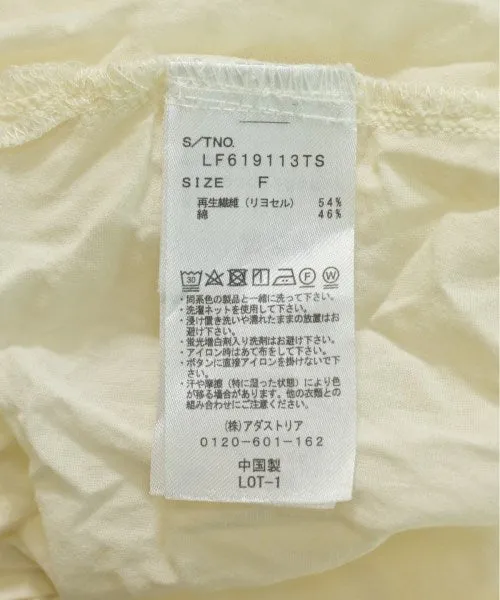 S/TNO.
LF619113TS
SIZE F
再生繊維(リヨセル) 54%
綿 46%
30
F
W
・同系色の製品と一緒に洗って下さい。
・洗濯ネットを使用して下さい。
・浸け置き洗いや濡れたままの放置はお
避け下さい。
・蛍光増白剤入り洗剤はお避け下さい。
・アイロン時はあて布をして下さい。
・ボタンに直接アイロンを掛けないで下
さい。
・汗や摩擦(特に湿った状態)により色
が移る場合があります。他の衣類との
組み合わせにご注意下さい。
(株)アダストリア
0120-601-162
中国製
LOT-1